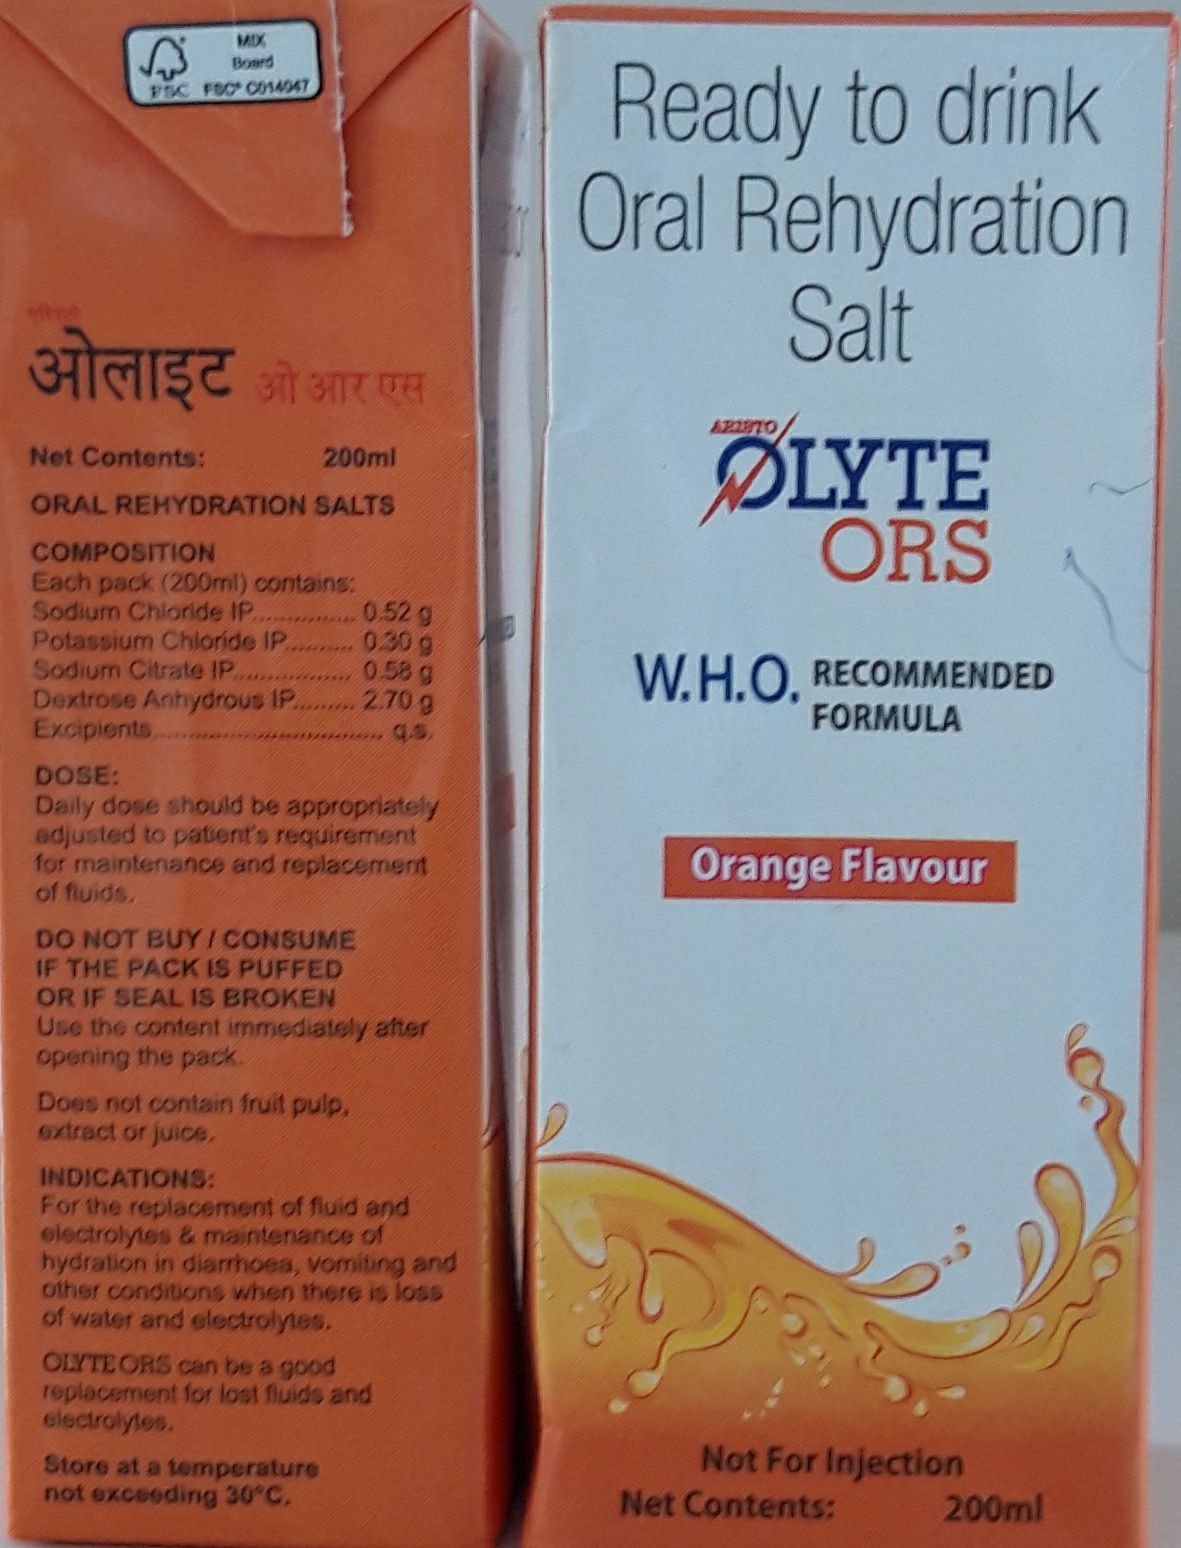 MIX
Board
FSC FSC® C014047
एरिस्टो
ओलाइट ओ आर एस
Net Contents: 200ml
ORAL REHYDRATION SALTS
COMPOSITION
Each pack (200ml) contains:
Sodium Chloride IP................ 0.52 g
Potassium Chloride IP........... 0.30 g
Sodium Citrate IP.................. 0.58 g
Dextrose Anhydrous IP......... 2.70 g
Excipients................................... q.s.
DOSE:
Daily dose should be appropriately
adjusted to patient's requirement
for maintenance and replacement
of fluids.
DO NOT BUY / CONSUME
IF THE PACK IS PUFFED
OR IF SEAL IS BROKEN
Use the content immediately after
opening the pack.
Does not contain fruit pulp,
extract or juice.
INDICATIONS:
For the replacement of fluid and
electrolytes & maintenance of
hydration in diarrhoea, vomiting and
other conditions when there is loss
of water and electrolytes.
OLYTE ORS can be a good
replacement for lost fluids and
electrolytes.
Store at a temperature
not exceeding 30°C.
Ready to drink
Oral Rehydration
Salt
ARISTO
OLYTE
ORS
W.H.O. RECOMMENDED
FORMULA
Orange Flavour
Not For Injection
Net Contents: 200ml